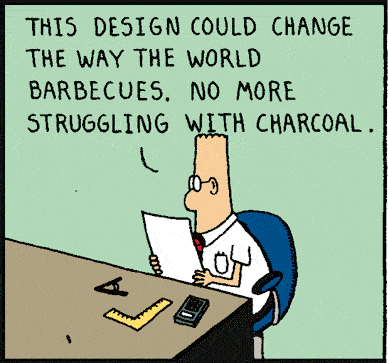 THIS DESIGN COULD CHANGE
THE WAY THE WORLD
BARBECUES. NO MORE
STRUGGLING WITH CHARCOAL.